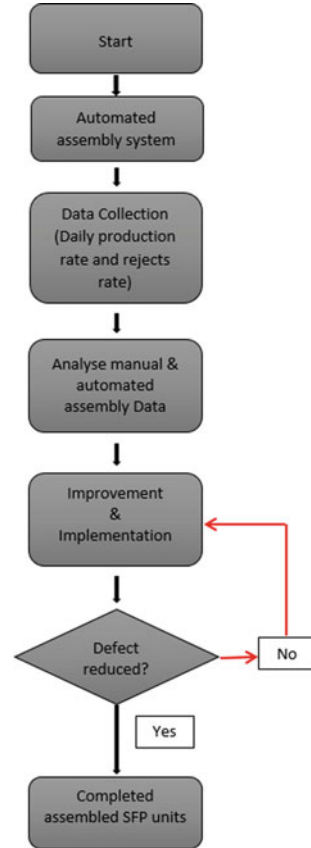 Start
Automated
assembly system
Data Collection
(Daily production
rate and rejects
rate)
Analyse manual &
automated
assembly Data
Improvement
&
Implementation
Defect
reduced?
No
Yes
Completed
assembled SFP units